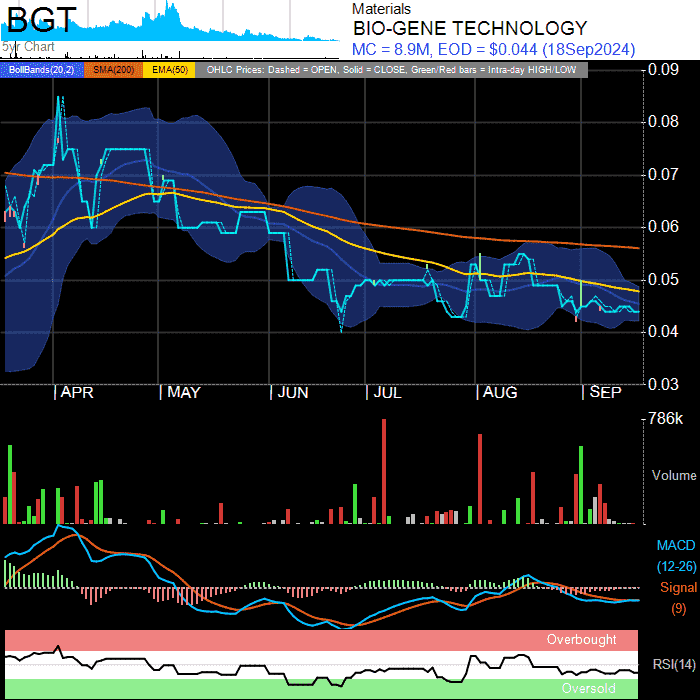 BGT
5yr Chart
Materials
BIO-GENE TECHNOLOGY
MC = 8.9M, EOD = $0.044 (18Sep2024)
BollBands(20,2) SMA(200) EMA(50) OHLC Prices: Dashed = OPEN, Solid = CLOSE, Green/Red bars = Intra-day HIGH/LOW
0.09
0.08
0.07
0.06
0.05
0.04
0.03
APR MAY JUN JUL AUG SEP
786k
Volume
MACD
(12-26)
Signal
(9)
Overbought
RSI(14)
Oversold